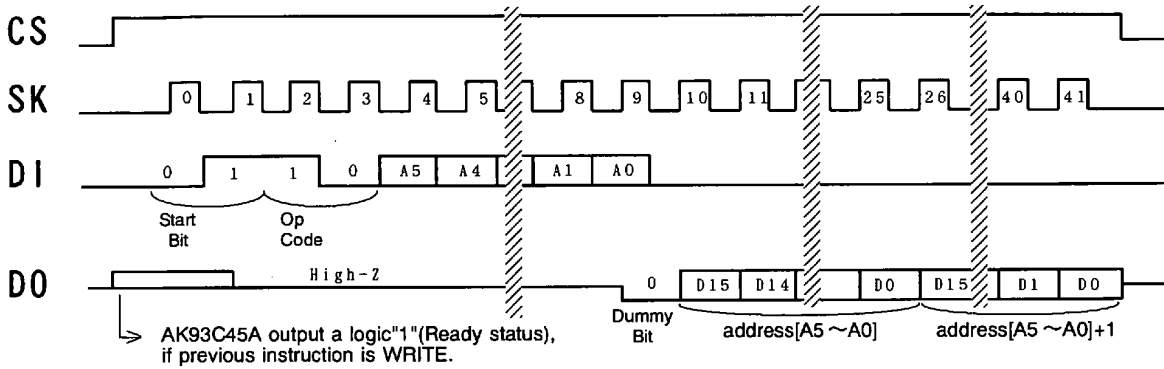 CS
SK 0 1 2 3 4 5 8 9 10 11 25 26 40 41
DI 0 1 1 0 A5 A4 A1 A0
Start Bit
Op Code
DO High-Z 0 D15 D14 D0 D15 D1 D0
Dummy Bit
address[A5 ~A0]
address[A5 ~A0]+1
AK93C45A output a logic"1"(Ready status),
if previous instruction is WRITE.